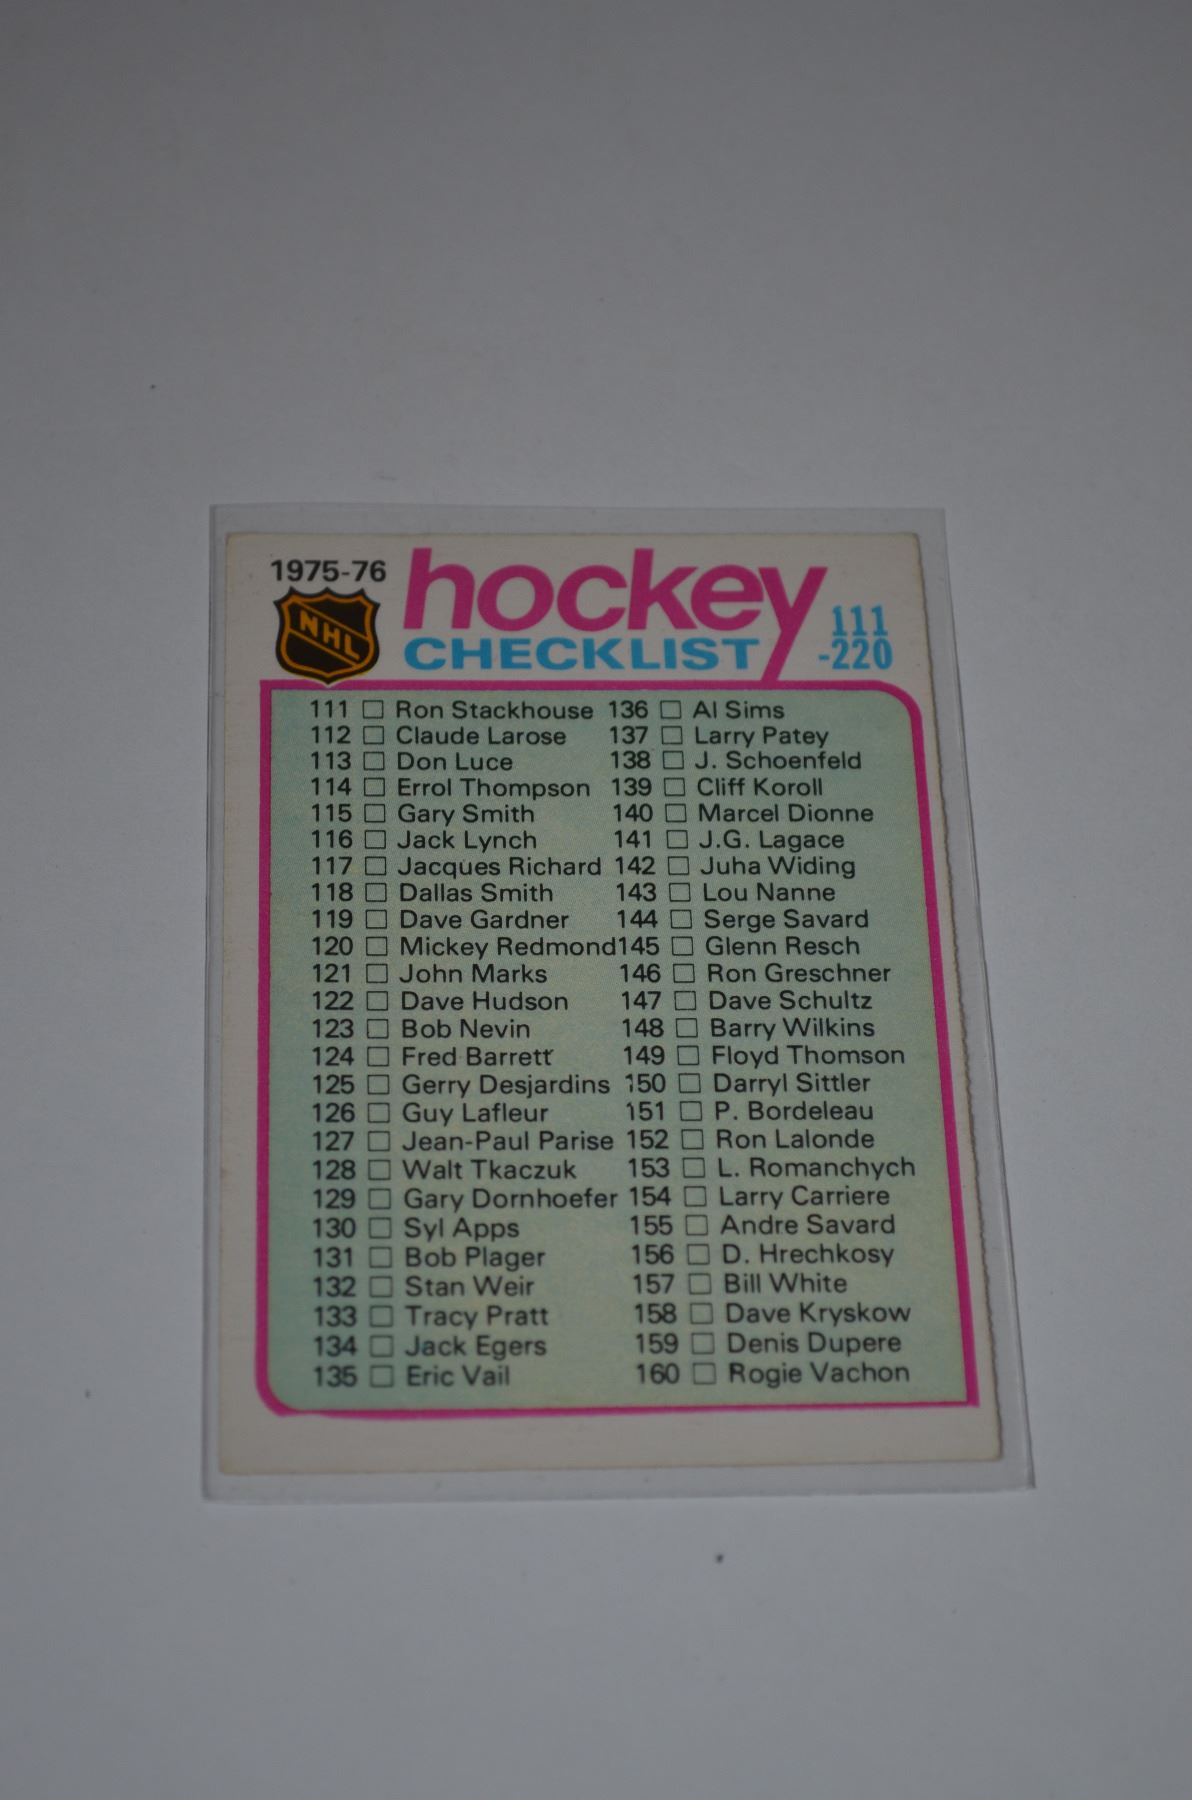 1975-76
NHL
hockey
CHECKLIST
111
-220
111 Ron Stackhouse
112 Claude Larose
113 Don Luce
114 Errol Thompson
115 Gary Smith
116 Jack Lynch
117 Jacques Richard
118 Dallas Smith
119 Dave Gardner
120 Mickey Redmond
121 John Marks
122 Dave Hudson
123 Bob Nevin
124 Fred Barrett
125 Gerry Desjardins
126 Guy Lafleur
127 Jean-Paul Parise
128 Walt Tkaczuk
129 Gary Dornhoefer
130 Syl Apps
131 Bob Plager
132 Stan Weir
133 Tracy Pratt
134 Jack Egers
135 Eric Vail
136 Al Sims
137 Larry Patey
138 J. Schoenfeld
139 Cliff Koroll
140 Marcel Dionne
141 J.G. Lagace
142 Juha Widing
143 Lou Nanne
144 Serge Savard
145 Glenn Resch
146 Ron Greschner
147 Dave Schultz
148 Barry Wilkins
149 Floyd Thomson
150 Darryl Sittler
151 P. Bordeleau
152 Ron Lalonde
153 L. Romanchych
154 Larry Carriere
155 Andre Savard
156 D. Hrechkosy
157 Bill White
158 Dave Kryskow
159 Denis Dupere
160 Rogie Vachon